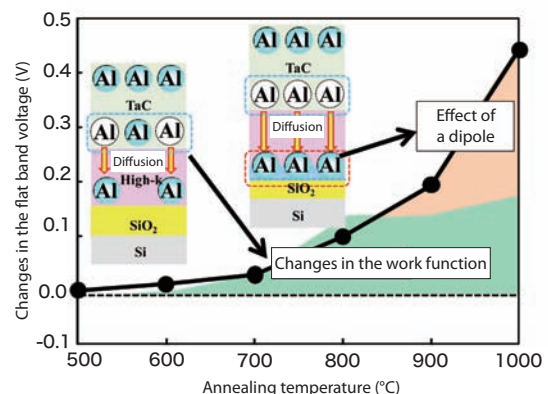 Changes in the flat band voltage (V)
0.5
0.4
0.3
0.2
0.1
0.0
-0.1
Al Al Al
TaC
Al Al Al
Diffusion
Al High-k Al
SiO₂
Si
Al Al Al
TaC
Al Al Al
Diffusion
Al Al Al
SiO₂
Si
Effect of
a dipole
Changes in the work function
500 600 700 800 900 1000
Annealing temperature (°C)